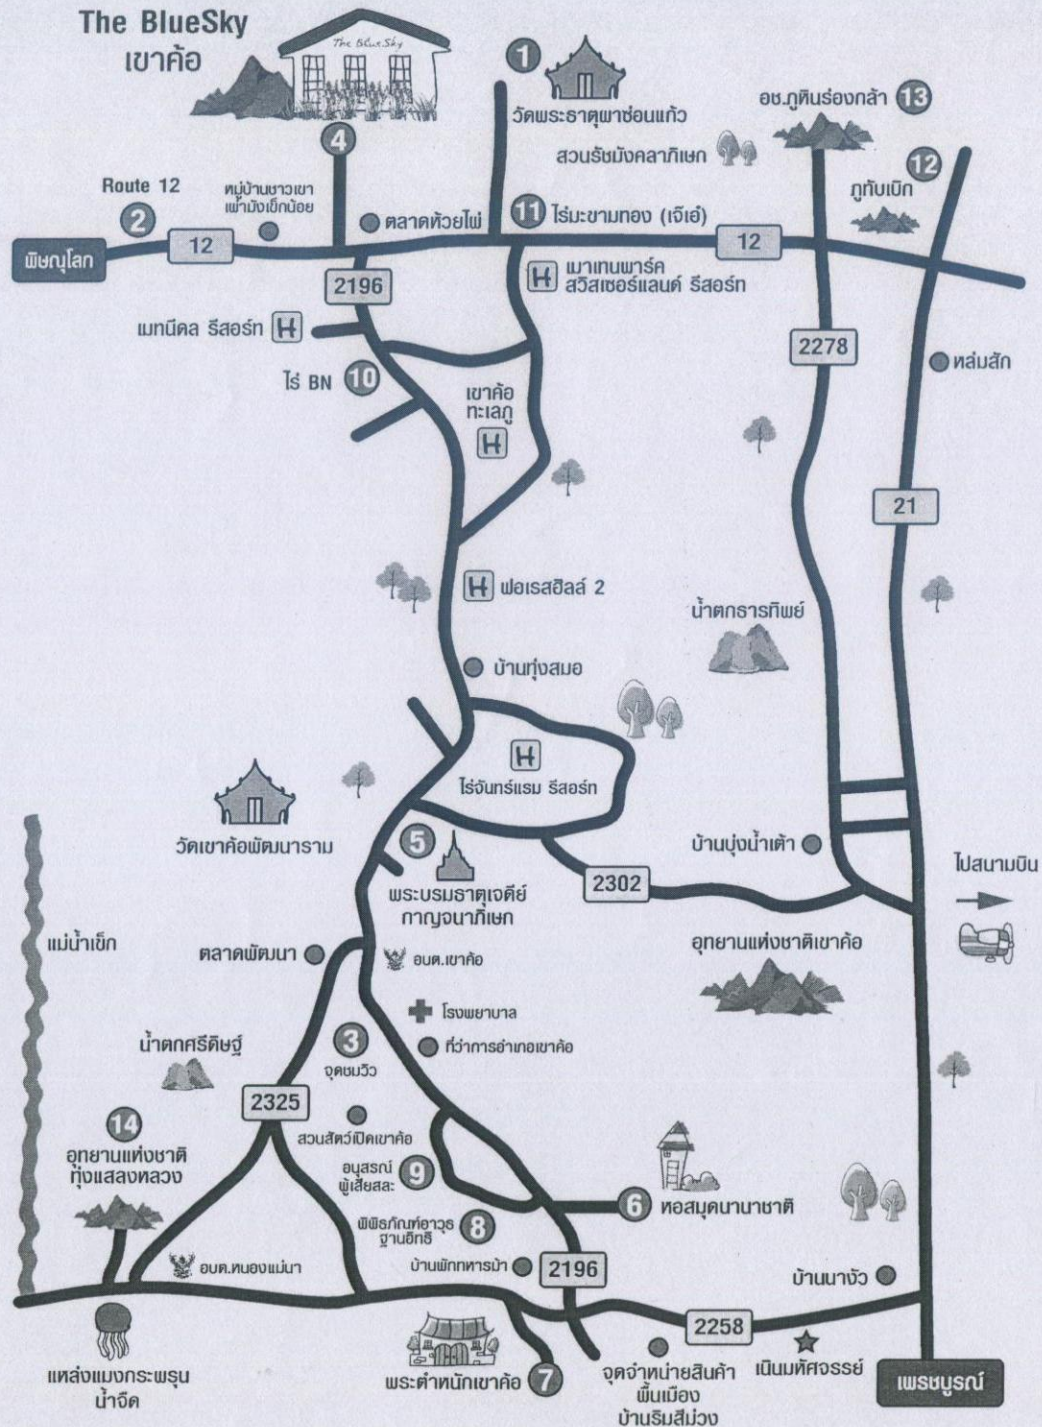 The BlueSky
เขาค้อ
The Blue Sky
1
วัดพระธาตุผาซ่อนแก้ว
อช.ภูหินร่องกล้า 13
สวนรัชมังคลาภิเษก
4
12
ภูทับเบิก
Route 12
2
หมู่บ้านชาวเขา
เผ่าม้งเข็กน้อย
ตลาดห้วยไผ่
11 ไร่มะขามทอง (เจ๊เอ๋)
พิษณุโลก
12
12
2196
เมาเทนพาร์ค
สวิสเซอร์แลนด์ รีสอร์ท
H
เมทนีดล รีสอร์ท H
2278
หล่มสัก
ไร่ BN 10
เขาค้อ
ทะเลภู
H
21
H ฟอเรสฮิลล์ 2
น้ำตกธารทิพย์
บ้านทุ่งสมอ
H
ไร่จันทร์แรม รีสอร์ท
วัดเขาค้อพัฒนาราม
5
พระบรมธาตุเจดีย์
กาญจนาภิเษก
บ้านบุ่งน้ำเต้า
2302
ไปสนามบิน
แม่น้ำเข็ก
ตลาดพัฒนา
อบต.เขาค้อ
อุทยานแห่งชาติเขาค้อ
โรงพยาบาล
3
จุดชมวิว
ที่ว่าการอำเภอเขาค้อ
น้ำตกศรีดิษฐ์
2325
14
อุทยานแห่งชาติ
ทุ่งแสลงหลวง
สวนสัตว์เปิดเขาค้อ
อนุสรณ์
ผู้เสียสละ
9
6 หอสมุดนานาชาติ
พิพิธภัณฑ์อาวุธ
ฐานอิทธิ
8
อบต.หนองแม่นา
บ้านพักทหารม้า
2196
บ้านนางั่ว
2258
แหล่งแมงกะพรุน
น้ำจืด
พระตำหนักเขาค้อ 7
จุดจำหน่ายสินค้า
พื้นเมือง
บ้านริมสีม่วง
เนินมหัศจรรย์
เพรชบูรณ์